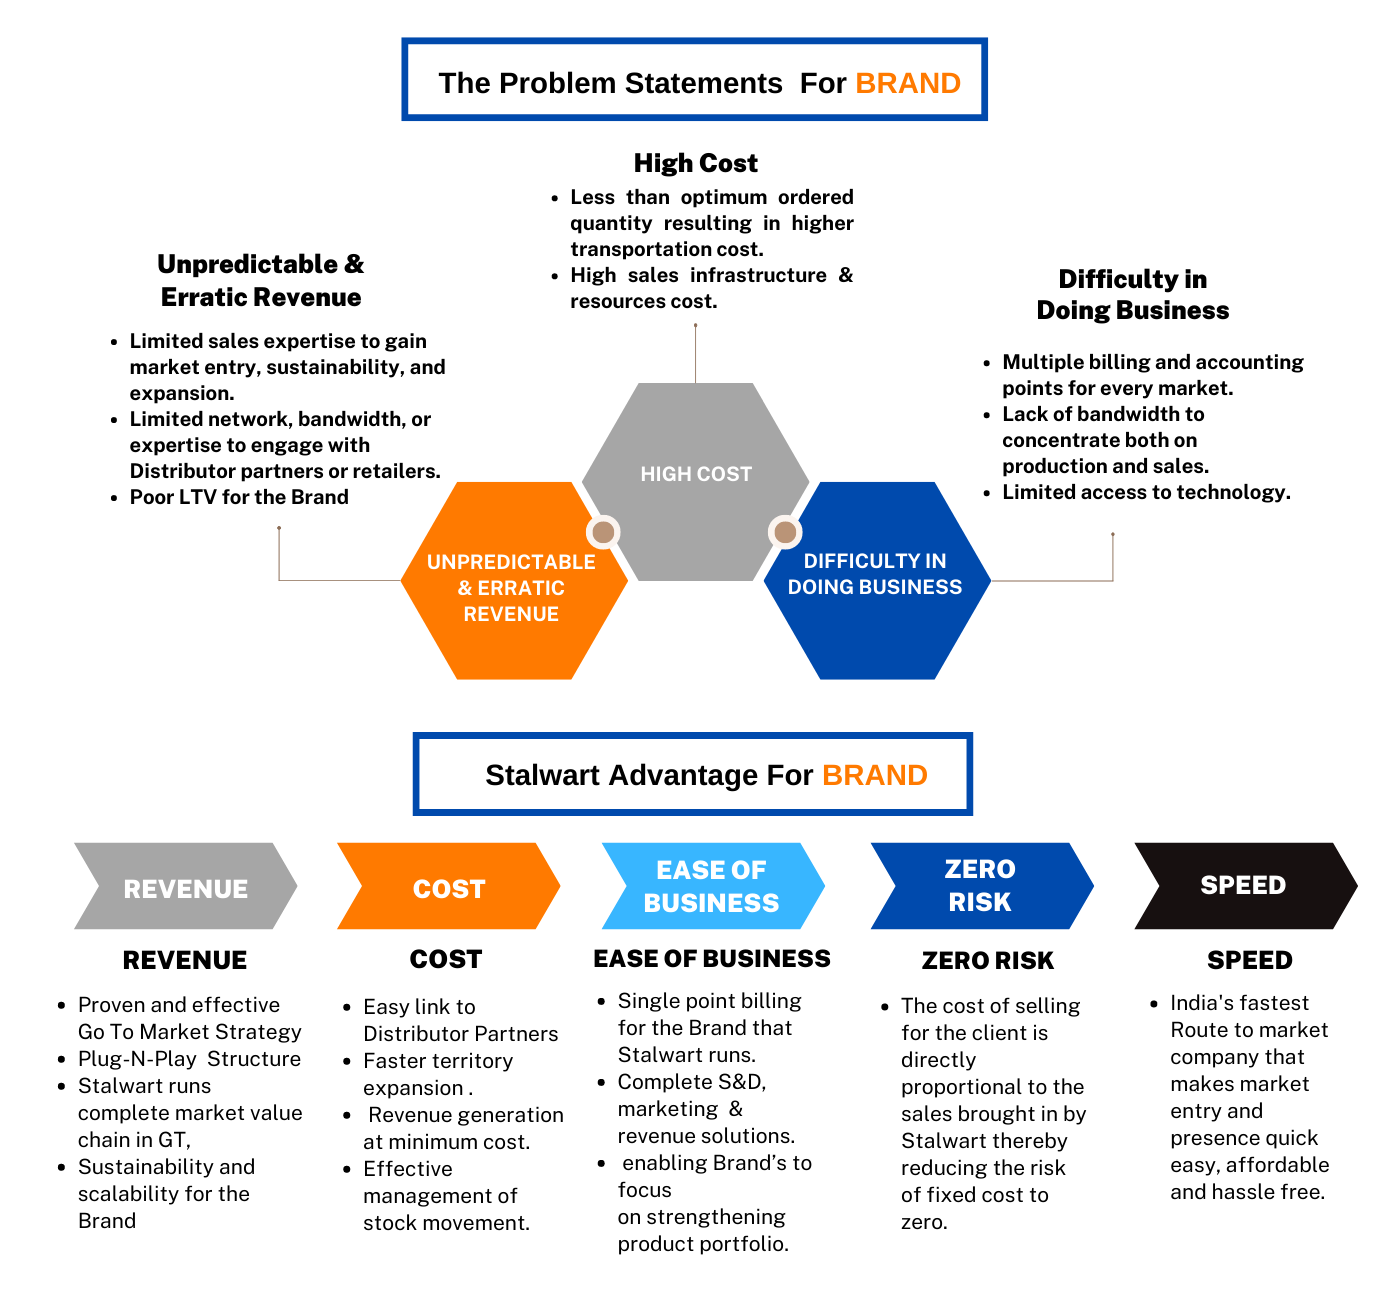 The Problem Statements  For BRAND
High Cost
• Less than optimum ordered
quantity resulting in higher
transportation cost.
• High sales infrastructure &
resources cost.
Unpredictable &
Erratic Revenue
• Limited sales expertise to gain
market entry, sustainability, and
expansion.
• Limited network, bandwidth, or
expertise to engage with
Distributor partners or retailers.
• Poor LTV for the Brand
Difficulty in
Doing Business
• Multiple billing and accounting
points for every market.
• Lack of bandwidth to
concentrate both on
production and sales.
• Limited access to technology.
HIGH COST
UNPREDICTABLE
& ERRATIC
REVENUE
DIFFICULTY IN
DOING BUSINESS
Stalwart Advantage For BRAND
REVENUE
COST
EASE OF
BUSINESS
ZERO
RISK
SPEED
REVENUE
• Proven and effective
Go To Market Strategy
• Plug-N-Play  Structure
• Stalwart runs
complete market value
chain in GT,
• Sustainability and
scalability for the
Brand
COST
• Easy link to
Distributor Partners
• Faster territory
expansion .
• Revenue generation
at minimum cost.
• Effective
management of
stock movement.
EASE OF BUSINESS
• Single point billing
for the Brand that
Stalwart runs.
• Complete S&D,
marketing  &
revenue solutions.
• enabling Brand’s to
focus
on strengthening
product portfolio.
ZERO RISK
• The cost of selling
for the client is
directly
proportional to the
sales brought in by
Stalwart thereby
reducing the risk
of fixed cost to
zero.
SPEED
• India's fastest
Route to market
company that
makes market
entry and
presence quick
easy, affordable
and hassle free.